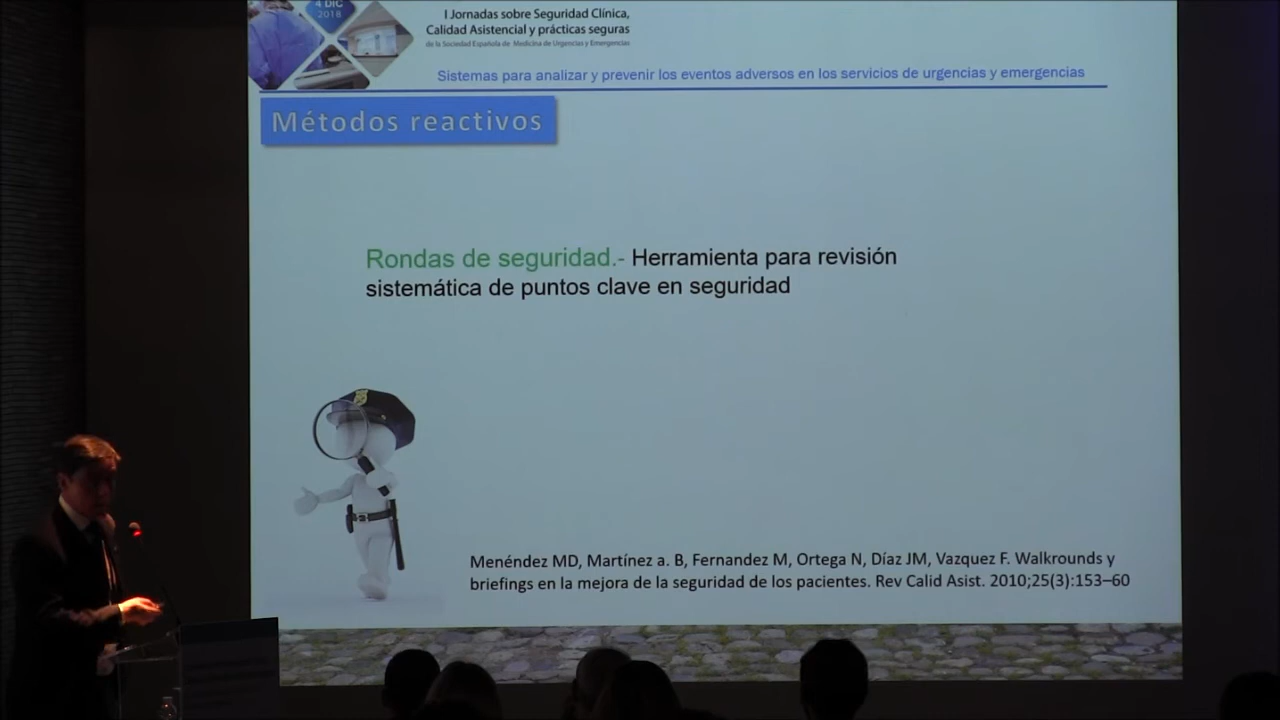 4 DIC
2018
I Jornadas sobre Seguridad Clínica,
Calidad Asistencial y prácticas seguras
de la Sociedad Española de Medicina de Urgencias y Emergencias
Sistemas para analizar y prevenir los eventos adversos en los servicios de urgencias y emergencias
Métodos reactivos
Rondas de seguridad.- Herramienta para revisión
sistemática de puntos clave en seguridad
Menéndez MD, Martínez a. B, Fernandez M, Ortega N, Díaz JM, Vazquez F. Walkrounds y
briefings en la mejora de la seguridad de los pacientes. Rev Calid Asist. 2010;25(3):153–60